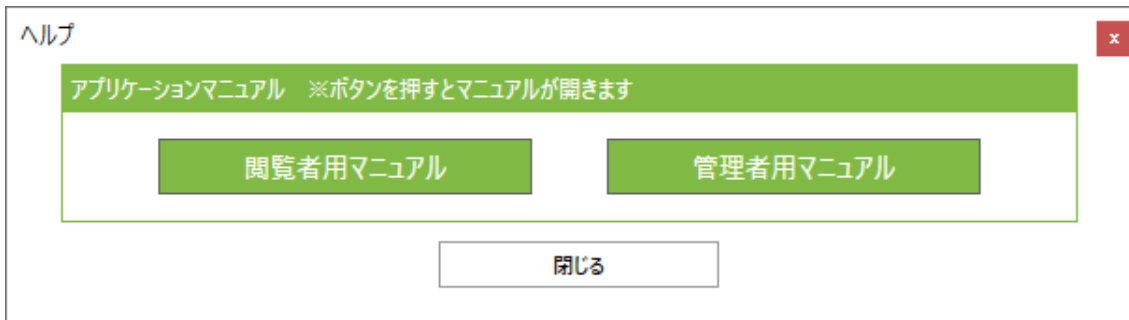 ヘルプ
x
アプリケーションマニュアル　※ボタンを押すとマニュアルが開きます
閲覧者用マニュアル
管理者用マニュアル
閉じる